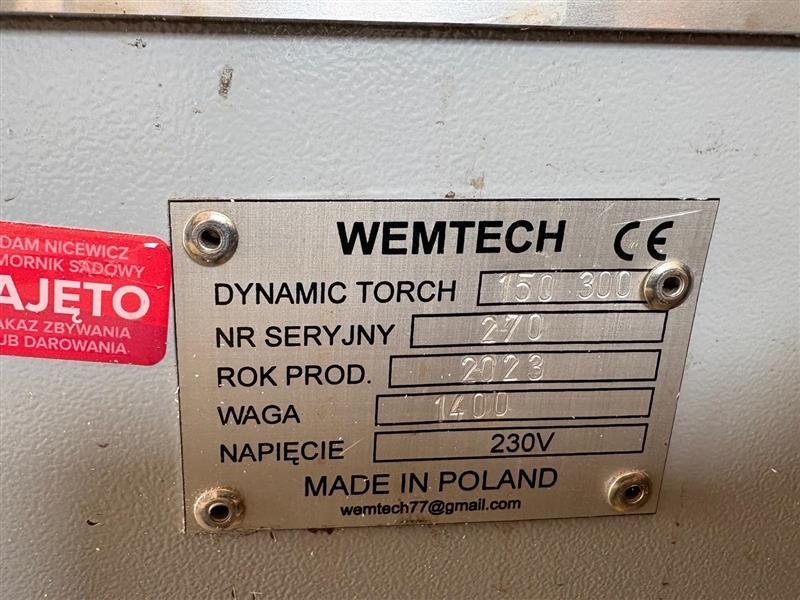 WEMTECH CE
DYNAMIC TORCH 150 300
NR SERYJNY 270
ROK PROD. 2023
WAGA 1400
NAPIĘCIE 230V
MADE IN POLAND
wemtech77@gmail.com
DAM NICEWICZ
MORNIK SĄDOWY
AJĘTO
AKAZ ZBYWANIA
UB DAROWANIA